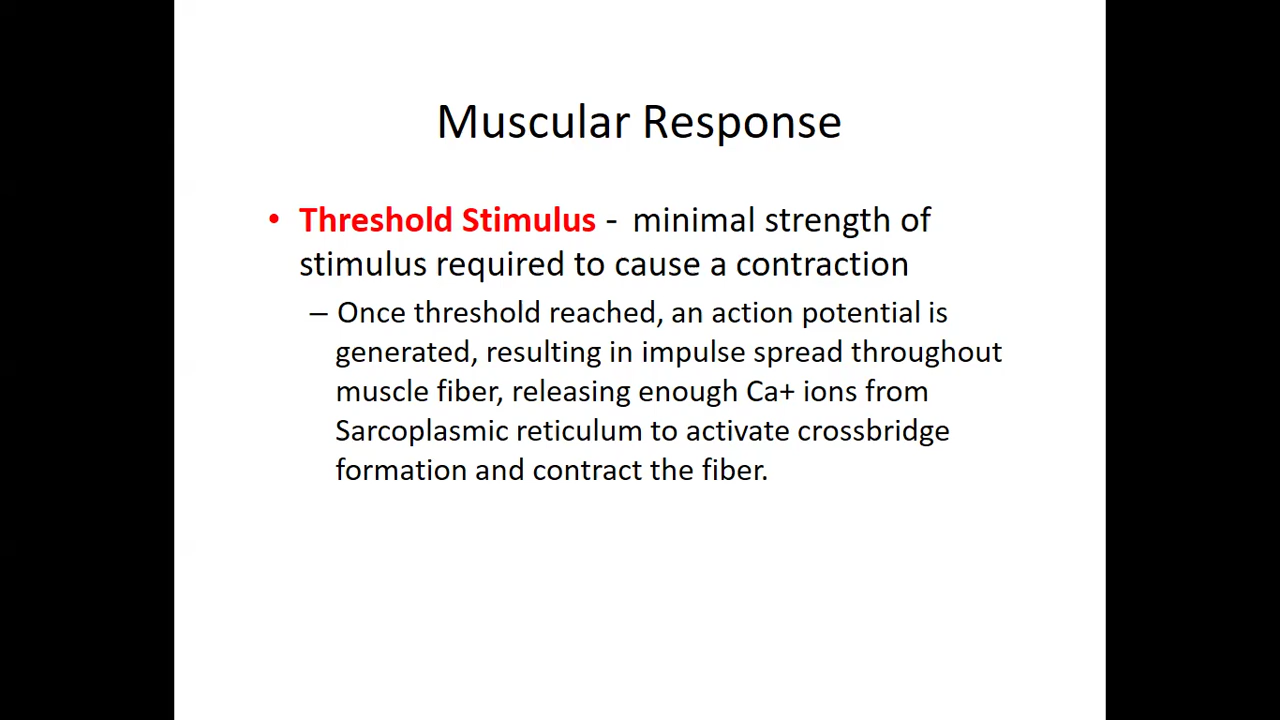 Muscular Response
• Threshold Stimulus - minimal strength of
stimulus required to cause a contraction
– Once threshold reached, an action potential is
generated, resulting in impulse spread throughout
muscle fiber, releasing enough Ca+ ions from
Sarcoplasmic reticulum to activate crossbridge
formation and contract the fiber.